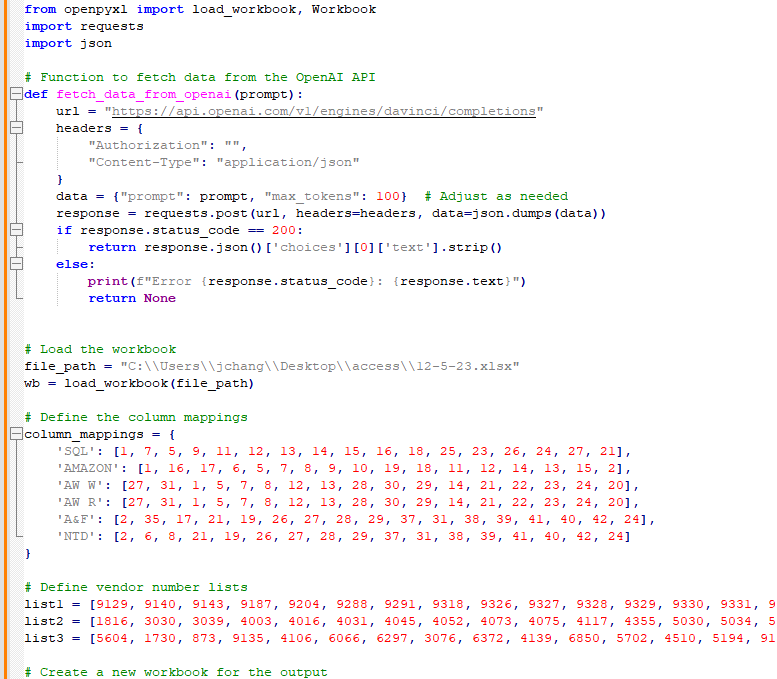 from openpyxl import load_workbook, Workbook
import requests
import json
# Function to fetch data from the OpenAI API
def fetch_data_from_openai(prompt):
    url = "https://api.openai.com/v1/engines/davinci/completions"
    headers = {
        "Authorization": "",
        "Content-Type": "application/json"
    }
    data = {"prompt": prompt, "max_tokens": 100}  # Adjust as needed
    response = requests.post(url, headers=headers, data=json.dumps(data))
    if response.status_code == 200:
        return response.json()['choices'][0]['text'].strip()
    else:
        print(f"Error {response.status_code}: {response.text}")
        return None
# Load the workbook
file_path = "C:\\Users\\jchang\\Desktop\\access\\12-5-23.xlsx"
wb = load_workbook(file_path)
# Define the column mappings
column_mappings = {
    'SQL': [1, 7, 5, 9, 11, 12, 13, 14, 15, 16, 18, 25, 23, 26, 24, 27, 21],
    'AMAZON': [1, 16, 17, 6, 5, 7, 8, 9, 10, 19, 18, 11, 12, 14, 13, 15, 2],
    'AW W': [27, 31, 1, 5, 7, 8, 12, 13, 28, 30, 29, 14, 21, 22, 23, 24, 20],
    'AW R': [27, 31, 1, 5, 7, 8, 12, 13, 28, 30, 29, 14, 21, 22, 23, 24, 20],
    'A&F': [2, 35, 17, 21, 19, 26, 27, 28, 29, 37, 31, 38, 39, 41, 40, 42, 24],
    'NTD': [2, 6, 8, 21, 19, 26, 27, 28, 29, 37, 31, 38, 39, 41, 40, 42, 24]
}
# Define vendor number lists
list1 = [9129, 9140, 9143, 9187, 9204, 9288, 9291, 9318, 9326, 9327, 9328, 9329, 9330, 9331, 9
list2 = [1816, 3030, 3039, 4003, 4016, 4031, 4045, 4052, 4073, 4075, 4117, 4355, 5030, 5034, 5
list3 = [5604, 1730, 873, 9135, 4106, 6066, 6297, 3076, 6372, 4139, 6850, 5702, 4510, 5194, 91
# Create a new workbook for the output